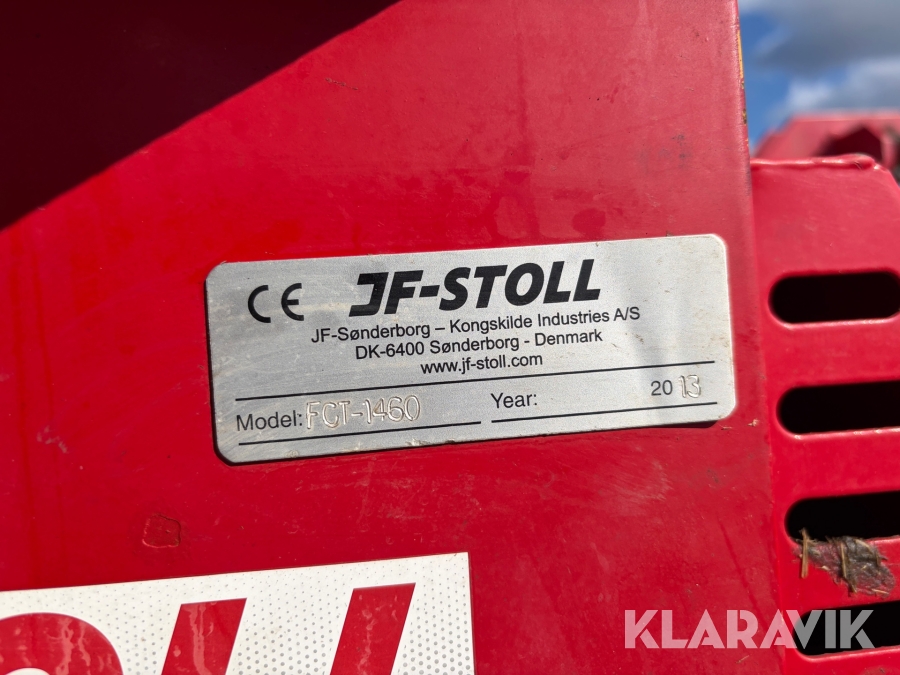 CE JF-STOLL
JF-Sønderborg – Kongskilde Industries A/S
DK-6400 Sønderborg - Denmark
www.jf-stoll.com
Model: FCT-1460 Year: 2013
KLARAVIK